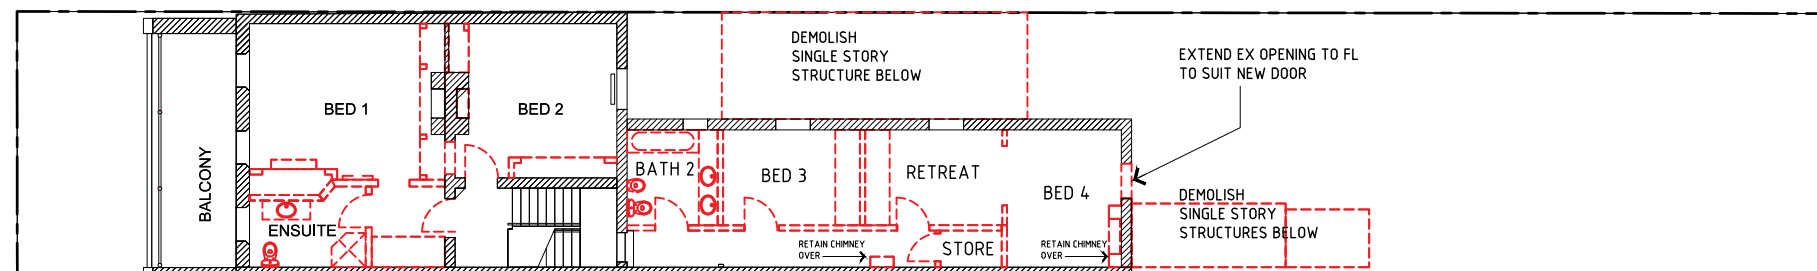 DEMOLISH
SINGLE STORY
STRUCTURE BELOW
EXTEND EX OPENING TO FL
TO SUIT NEW DOOR
BED 1
BED 2
BALCONY
ENSUITE
BATH 2
BED 3
RETREAT
BED 4
STORE
RETAIN CHIMNEY
OVER
RETAIN CHIMNEY
OVER
DEMOLISH
SINGLE STORY
STRUCTURES BELOW